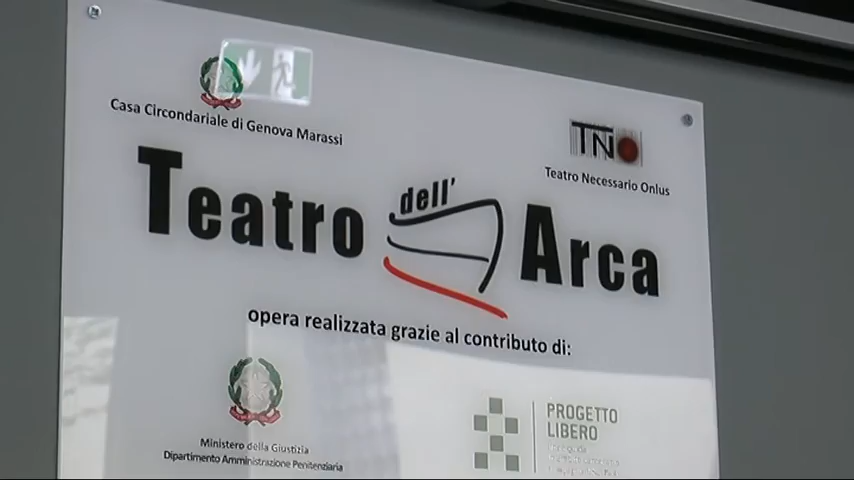 Casa Circondariale di Genova Marassi
TNO
Teatro Necessario Onlus
Teatro dell' Arca
opera realizzata grazie al contributo di:
Ministero della Giustizia
Dipartimento Amministrazione Penitenziaria
PROGETTO
LIBERO